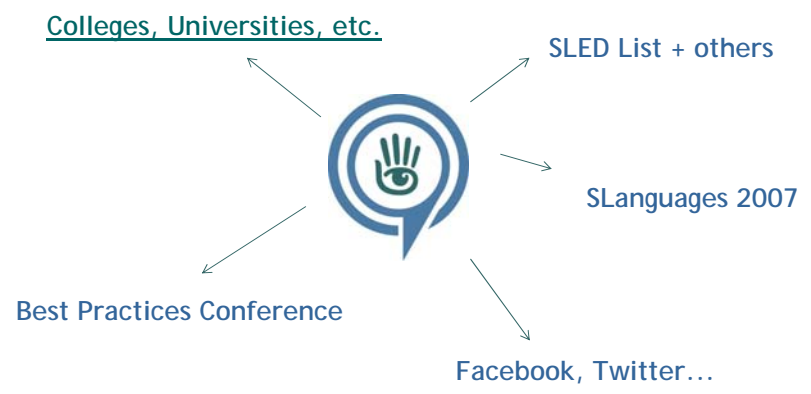 Colleges, Universities, etc.
SLED List + others
SLanguages 2007
Best Practices Conference
Facebook, Twitter...